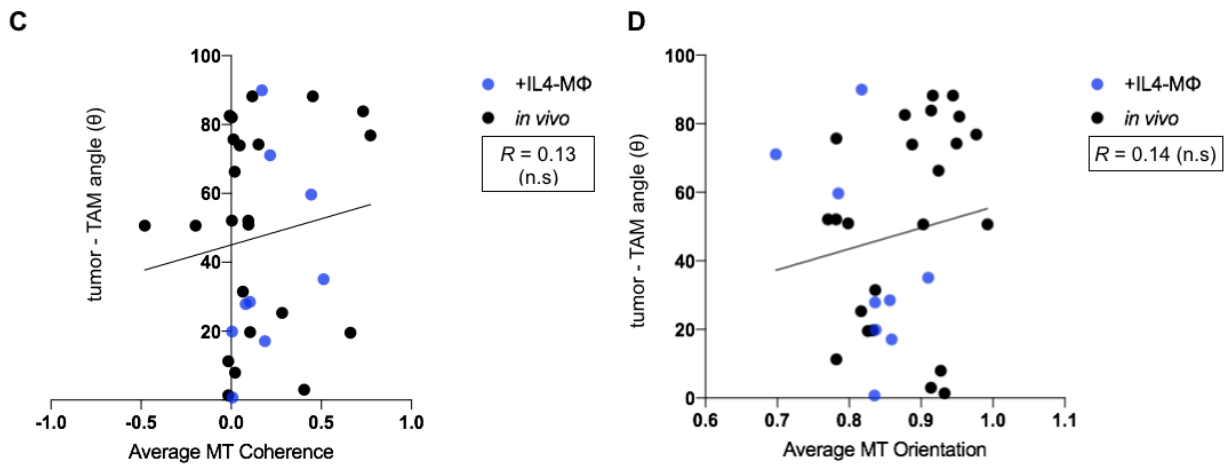 C
tumor - TAM angle (θ)
100
80
60
40
20
-1.0 -0.5 0.0 0.5 1.0
Average MT Coherence
+IL4-MΦ
in vivo
R = 0.13
(n.s)
D
tumor - TAM angle (θ)
100
80
60
40
20
0
0.6 0.7 0.8 0.9 1.0 1.1
Average MT Orientation
+IL4-MΦ
in vivo
R = 0.14 (n.s)